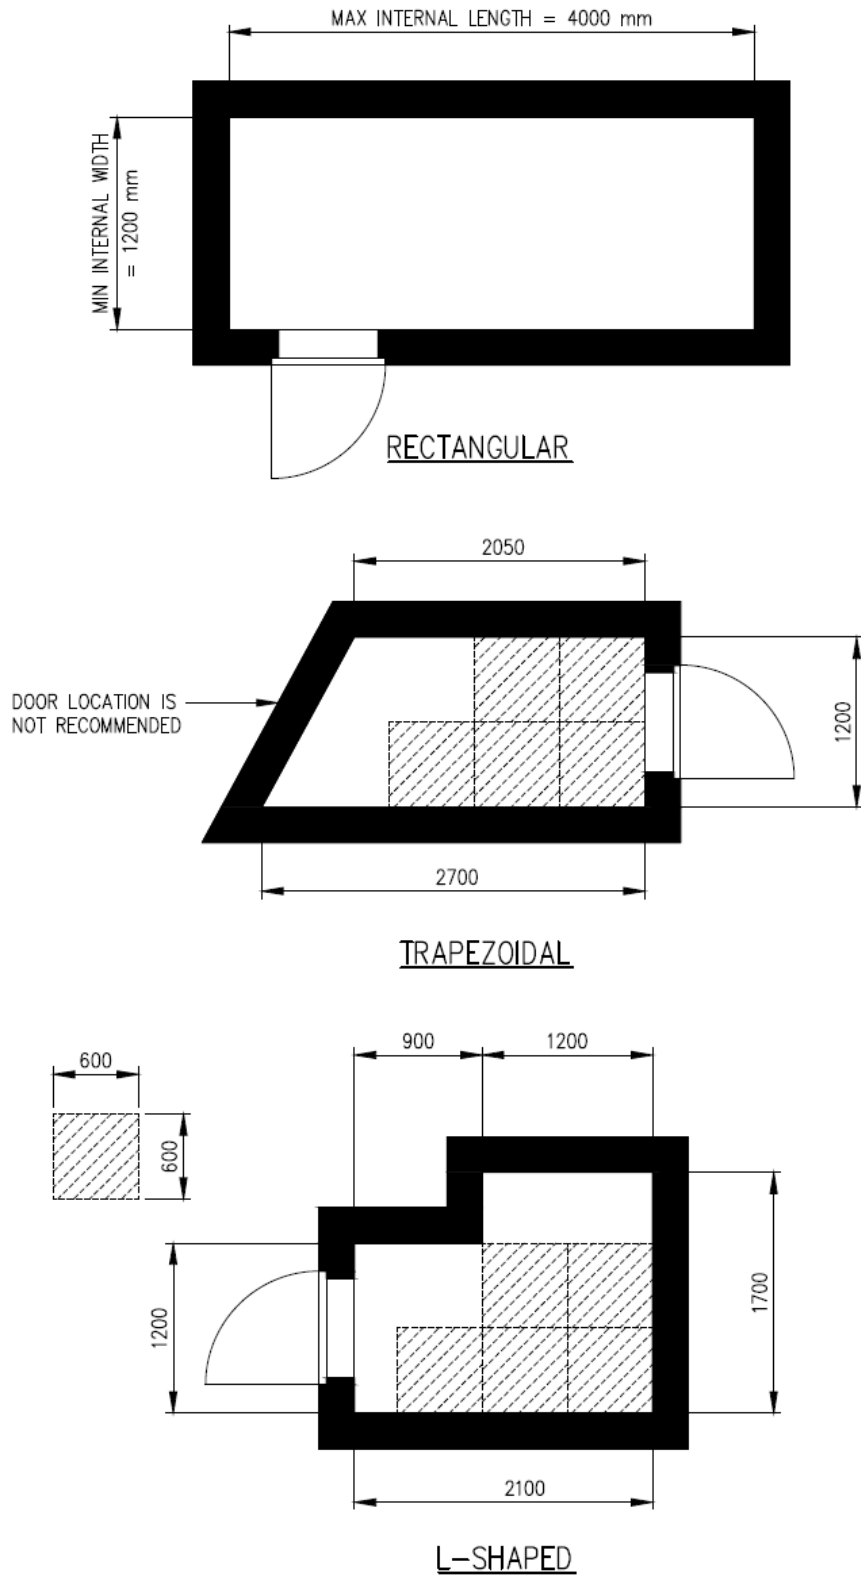 MAX INTERNAL LENGTH = 4000 mm
MIN INTERNAL WIDTH
= 1200 mm
RECTANGULAR
2050
DOOR LOCATION IS
NOT RECOMMENDED
1200
2700
TRAPEZOIDAL
900
1200
600
600
1200
1700
2100
L-SHAPED